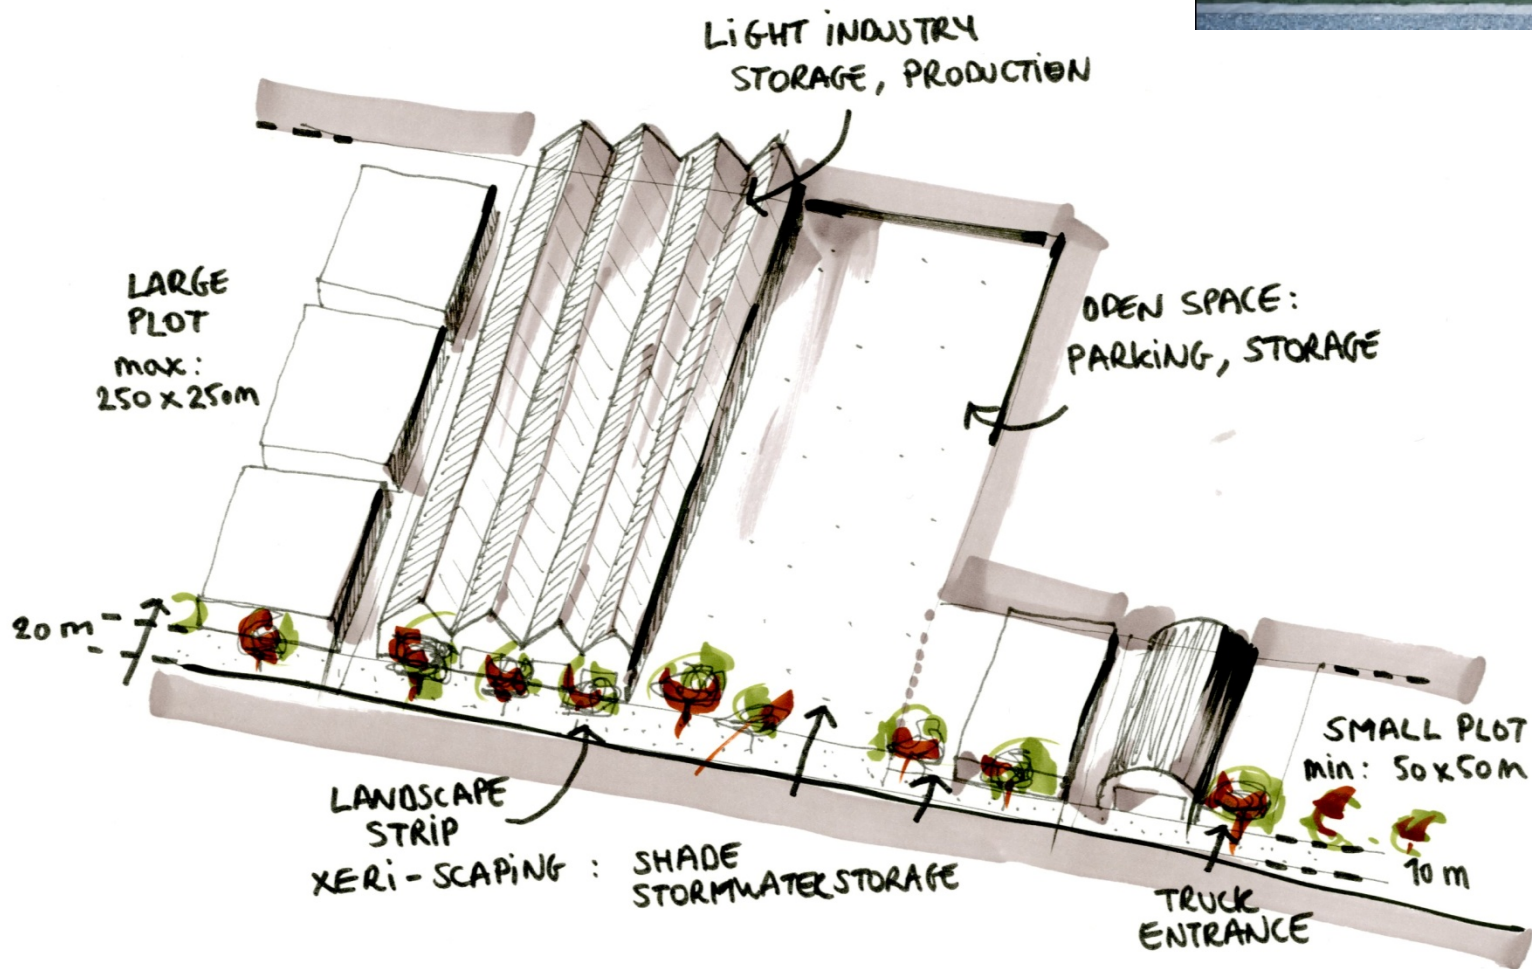 LiGHT iNDUSTRY
STORAGE, PRODUCTION
LARGE
PLOT
max:
250 x 250m
OPEN SPACE:
PARKiNG, STORAGE
20 m
SMALL PLOT
min: 50x50m
10 m
LANDSCAPE
STRiP
XERi-SCAPiNG : SHADE
STORMWATER STORAGE
TRUCK
ENTRANCE